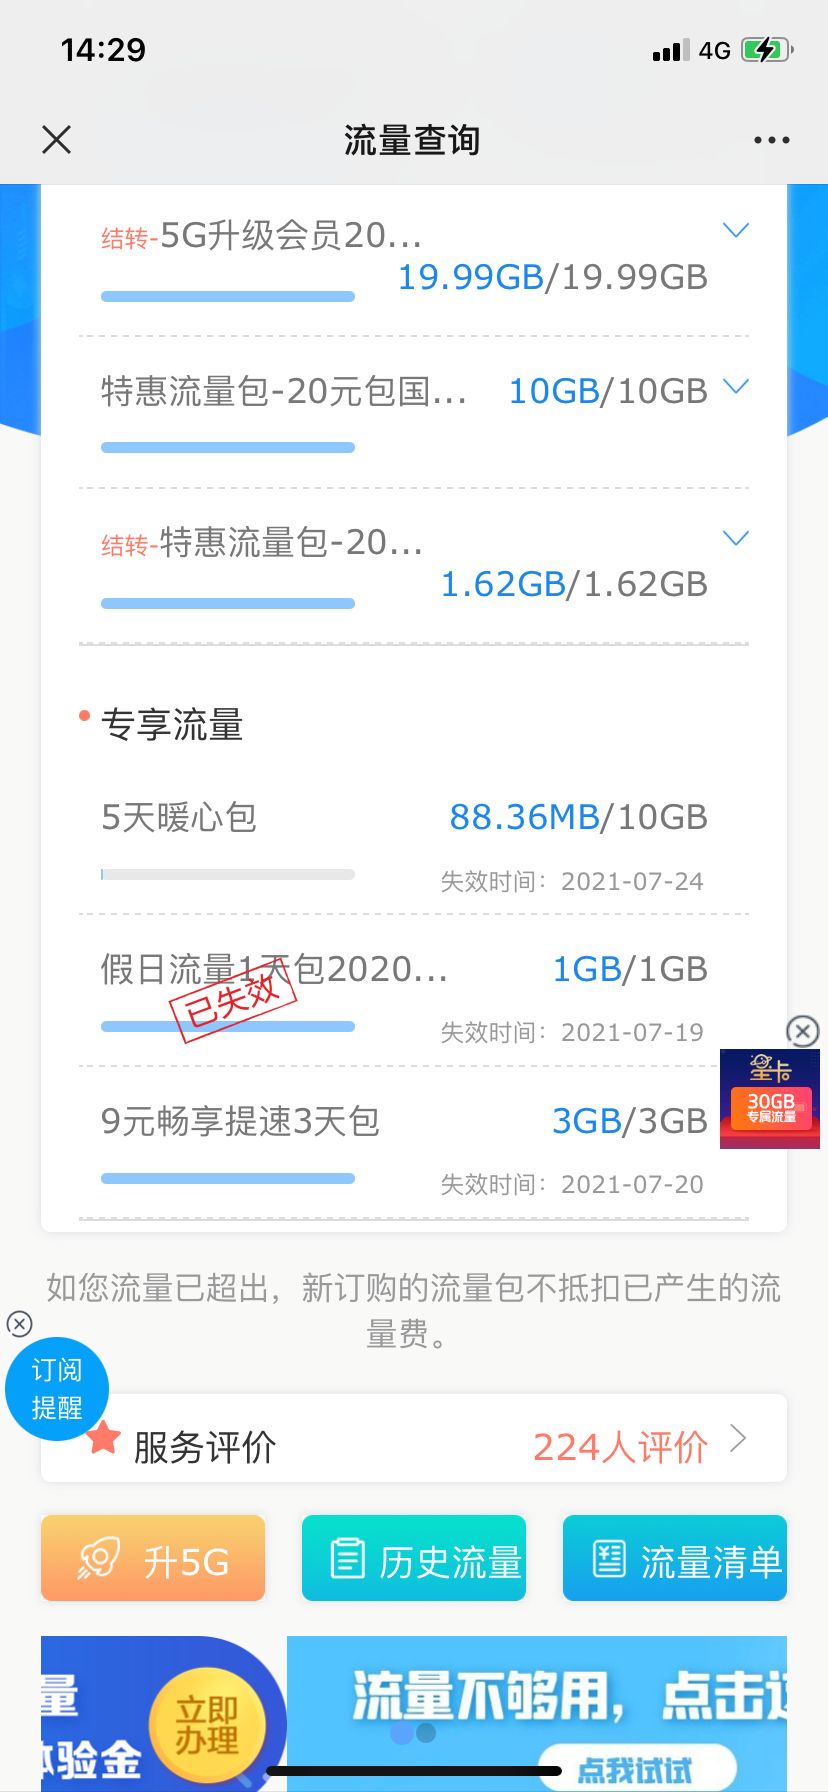 14:29
4G
流量查询
结转-5G升级会员20...
19.99GB/19.99GB
特惠流量包-20元包国... 10GB/10GB
结转-特惠流量包-20...
1.62GB/1.62GB
专享流量
5天暖心包 88.36MB/10GB
失效时间：2021-07-24
假日流量1天包2020... 1GB/1GB
已失效
失效时间：2021-07-19
星卡
30GB
专属流量
9元畅享提速3天包 3GB/3GB
失效时间：2021-07-20
如您流量已超出，新订购的流量包不抵扣已产生的流
量费。
订阅
提醒
服务评价 224人评价
升5G 历史流量 流量清单
量
体验金
立即
办理
流量不够用，点击这
点我试试